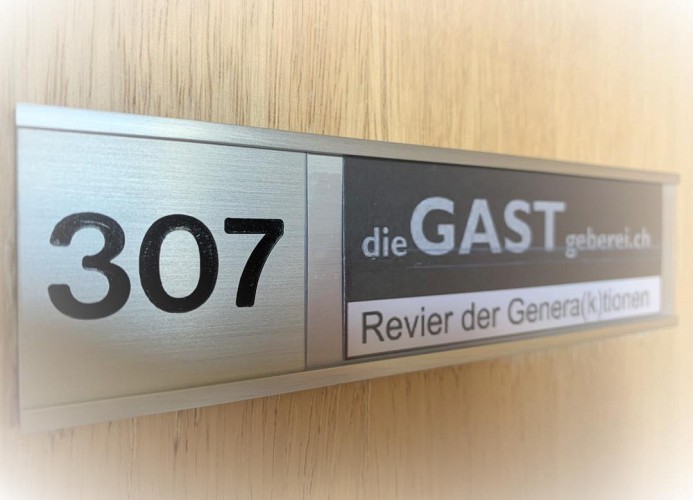 307
dieGASTgeberei.ch
Revier der Genera(k)tionen